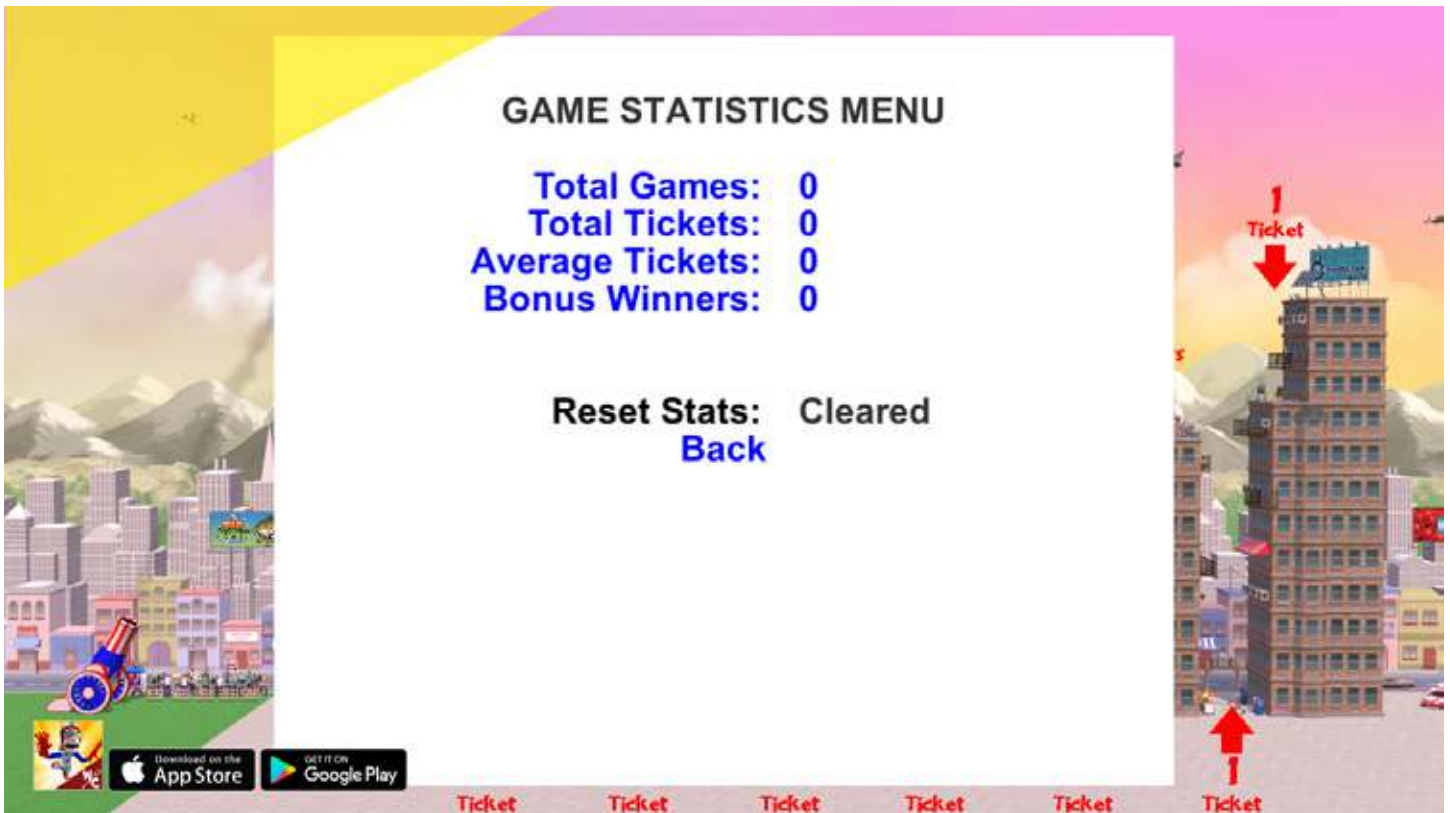 GAME STATISTICS MENU
Total Games: 0
Total Tickets: 0
Average Tickets: 0
Bonus Winners: 0
Reset Stats: Cleared
Back
1
Ticket
Download on the
App Store
GET IT ON
Google Play
1
Ticket Ticket Ticket Ticket Ticket Ticket